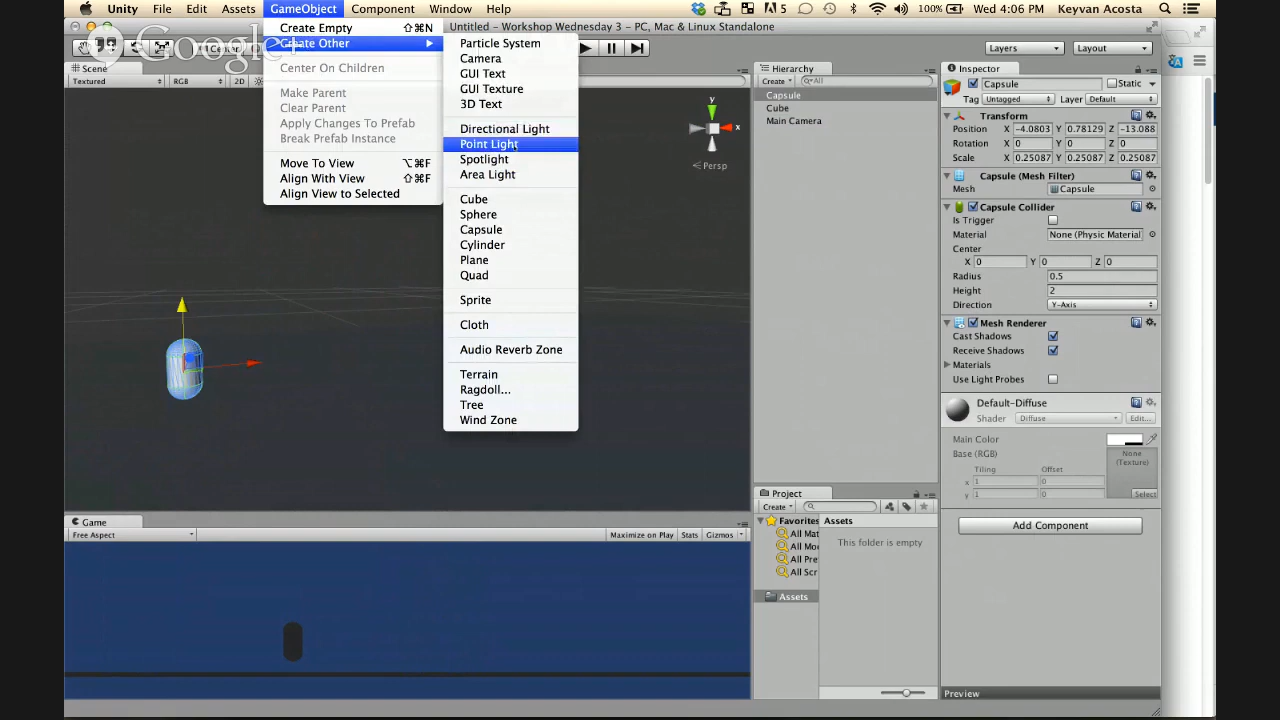 Unity File Edit Assets GameObject Component Window Help 5 100% Wed 4:06 PM Keyvan Acosta
Untitled - Workshop Wednesday 3 - PC, Mac & Linux Standalone
Google+
Center
Layers Layout
Create Empty ⇧⌘N
Create Other
Center On Children
Make Parent
Clear Parent
Apply Changes To Prefab
Break Prefab Instance
Move To View ⌥⌘F
Align With View ⇧⌘F
Align View to Selected
Particle System
Camera
GUI Text
GUI Texture
3D Text
Directional Light
Point Light
Spotlight
Area Light
Cube
Sphere
Capsule
Cylinder
Plane
Quad
Sprite
Cloth
Audio Reverb Zone
Terrain
Ragdoll...
Tree
Wind Zone
Scene
Textured RGB 2D
y
x
Persp
Game
Free Aspect Maximize on Play Stats Gizmos
Hierarchy
Create All
Capsule
Cube
Main Camera
Project
Create
Favorites
All Mat
All Mo
All Pre
All Scr
Assets
Assets
This folder is empty
Inspector
Capsule Static
Tag Untagged Layer Default
Transform
Position X -4.0803 Y 0.78129 Z -13.088
Rotation X 0 Y 0 Z 0
Scale X 0.25087 Y 0.25087 Z 0.25087
Capsule (Mesh Filter)
Mesh Capsule
Capsule Collider
Is Trigger
Material None (Physic Material
Center
X 0 Y 0 Z 0
Radius 0.5
Height 2
Direction Y-Axis
Mesh Renderer
Cast Shadows
Receive Shadows
Materials
Use Light Probes
Default-Diffuse
Shader Diffuse Edit...
Main Color
Base (RGB)
None
(Texture)
Tiling Offset
x 1 0
y 1 0
Select
Add Component
Preview